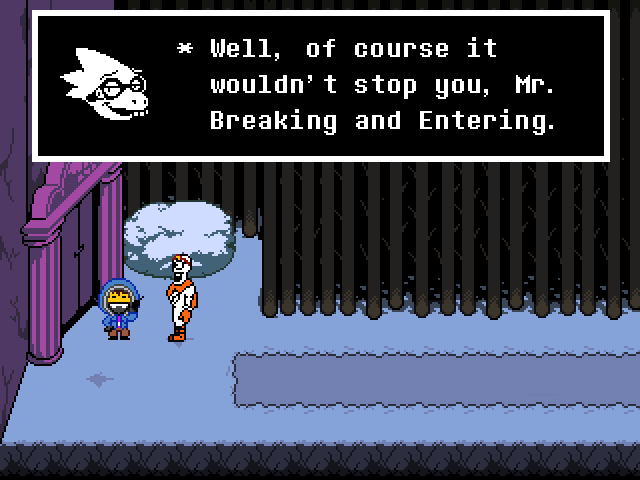 * Well, of course it
wouldn't stop you, Mr.
Breaking and Entering.